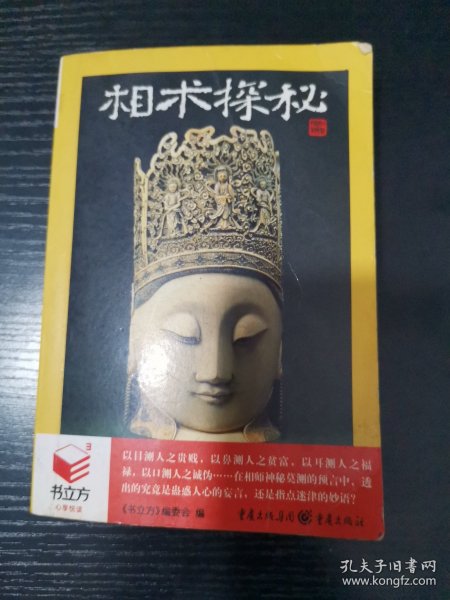 相术探秘
3
书立方
心享悦读
以目测人之贵贱，以鼻测人之贫富，以耳测人之福
禄，以口测人之诚伪……在相师神秘莫测的预言中，透
出的究竟是蛊惑人心的妄言，还是指点迷津的妙语？
《书立方》编委会 编
重庆出版集团 重庆出版社
孔夫子旧书网
www.kongfz.com